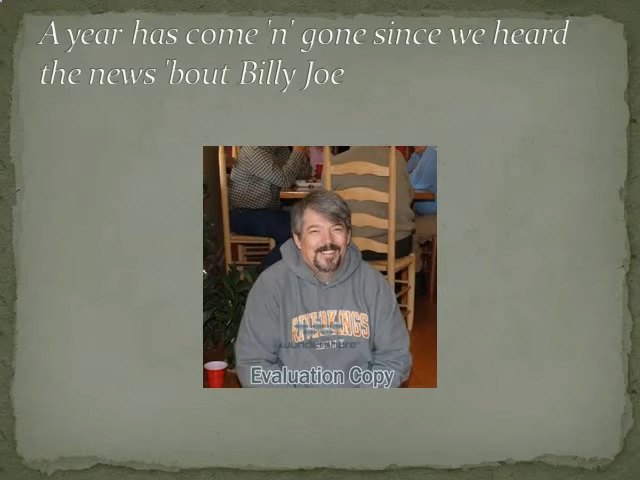 A year has come 'n' gone since we heard
the news 'bout Billy Joe
Evaluation Copy